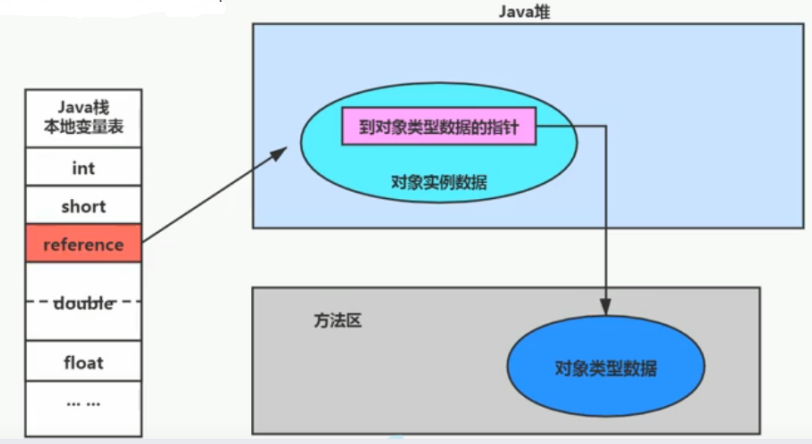 Java堆
Java栈
本地变量表
int
short
reference
double
float
... ...
到对象类型数据的指针
对象实例数据
方法区
对象类型数据